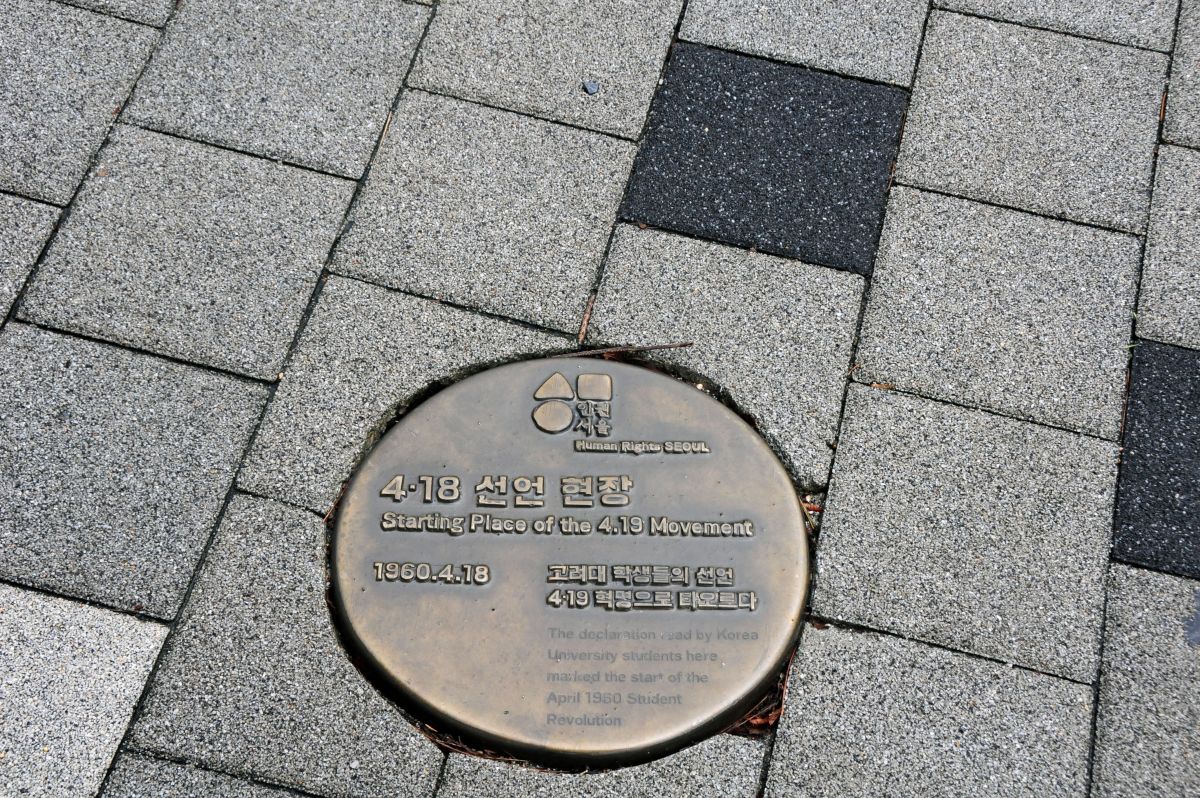 인권
서울
Human Rights SEOUL
4·18 선언 현장
Starting Place of the 4.19 Movement
1960.4.18
고려대 학생들의 선언
4·19 혁명으로 타오르다
The declaration read by Korea
University students here
marked the start of the
April 1960 Student
Revolution